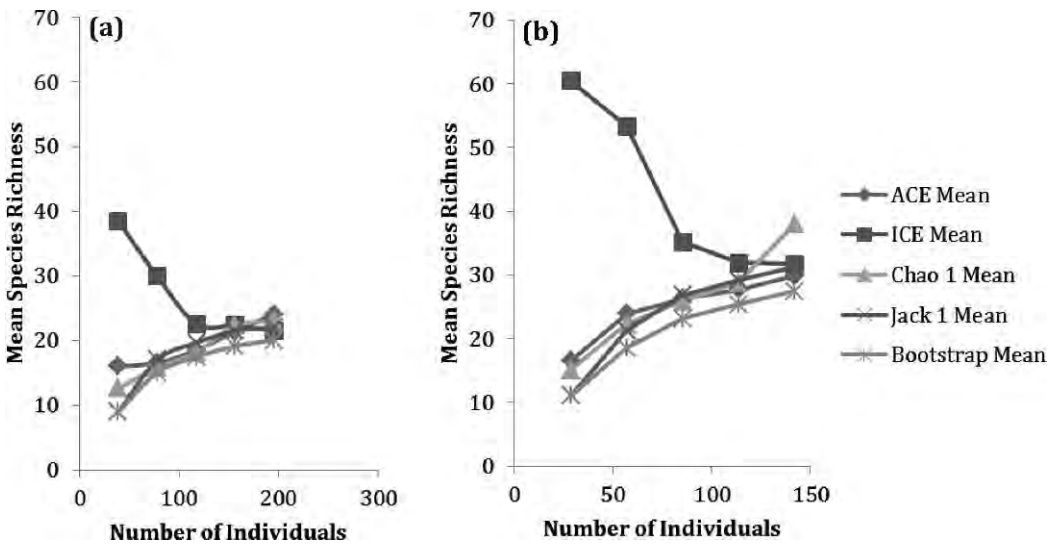 (a)
70
60
50
40
30
20
10
0
Mean Species Richness
0 100 200 300
Number of Individuals
(b)
70
60
50
40
30
20
10
0
Mean Species Richness
0 50 100 150
Number of Individuals
ACE Mean
ICE Mean
Chao 1 Mean
Jack 1 Mean
Bootstrap Mean